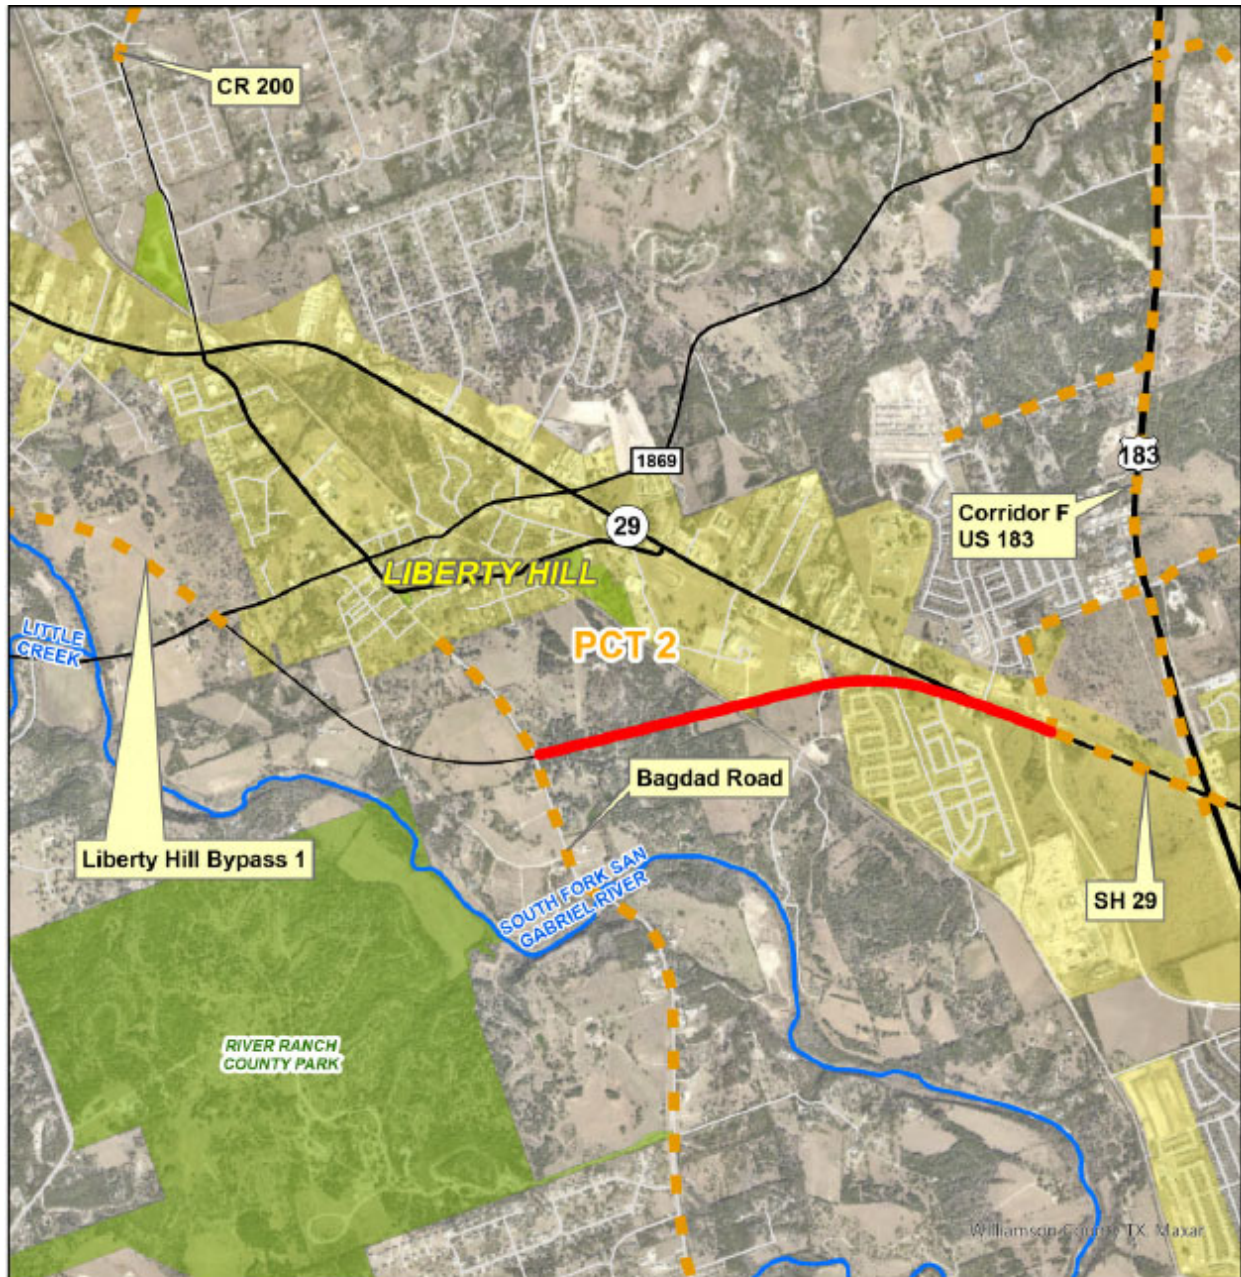 CR 200
1869
183
Corridor F
US 183
29
LIBERTY HILL
LITTLE
CREEK
PCT 2
Bagdad Road
Liberty Hill Bypass 1
SOUTH FORK SAN
GABRIEL RIVER
SH 29
RIVER RANCH
COUNTY PARK
Williamson County, TX, Maxar